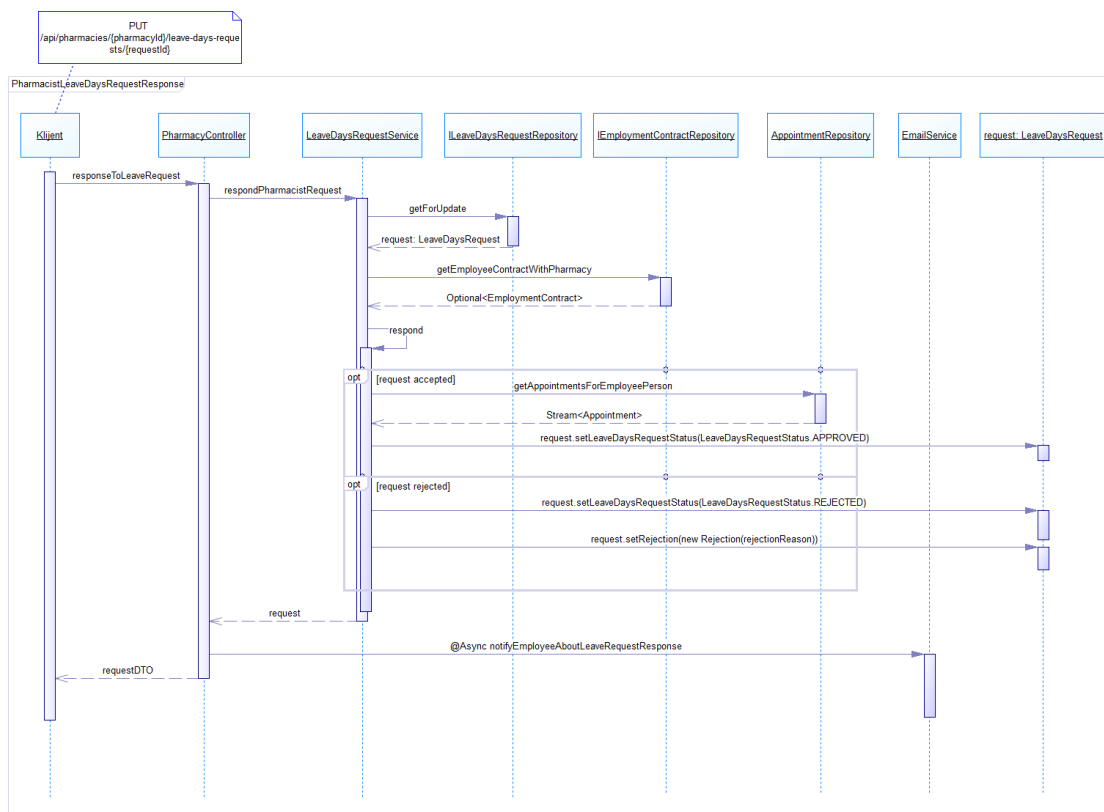 PUT
/api/pharmacies/{pharmacyId}/leave-days-reque
sts/{requestId}
PharmacistLeaveDaysRequestResponse
Klijent
PharmacyController
LeaveDaysRequestService
ILeaveDaysRequestRepository
IEmploymentContractRepository
AppointmentRepository
EmailService
request: LeaveDaysRequest
responseToLeaveRequest
respondPharmacistRequest
getForUpdate
request: LeaveDaysRequest
getEmployeeContractWithPharmacy
Optional<EmploymentContract>
respond
opt
[request accepted]
getAppointmentsForEmployeePerson
Stream<Appointment>
request.setLeaveDaysRequestStatus(LeaveDaysRequestStatus.APPROVED)
opt
[request rejected]
request.setLeaveDaysRequestStatus(LeaveDaysRequestStatus.REJECTED)
request.setRejection(new Rejection(rejectionReason))
request
@Async notifyEmployeeAboutLeaveRequestResponse
requestDTO